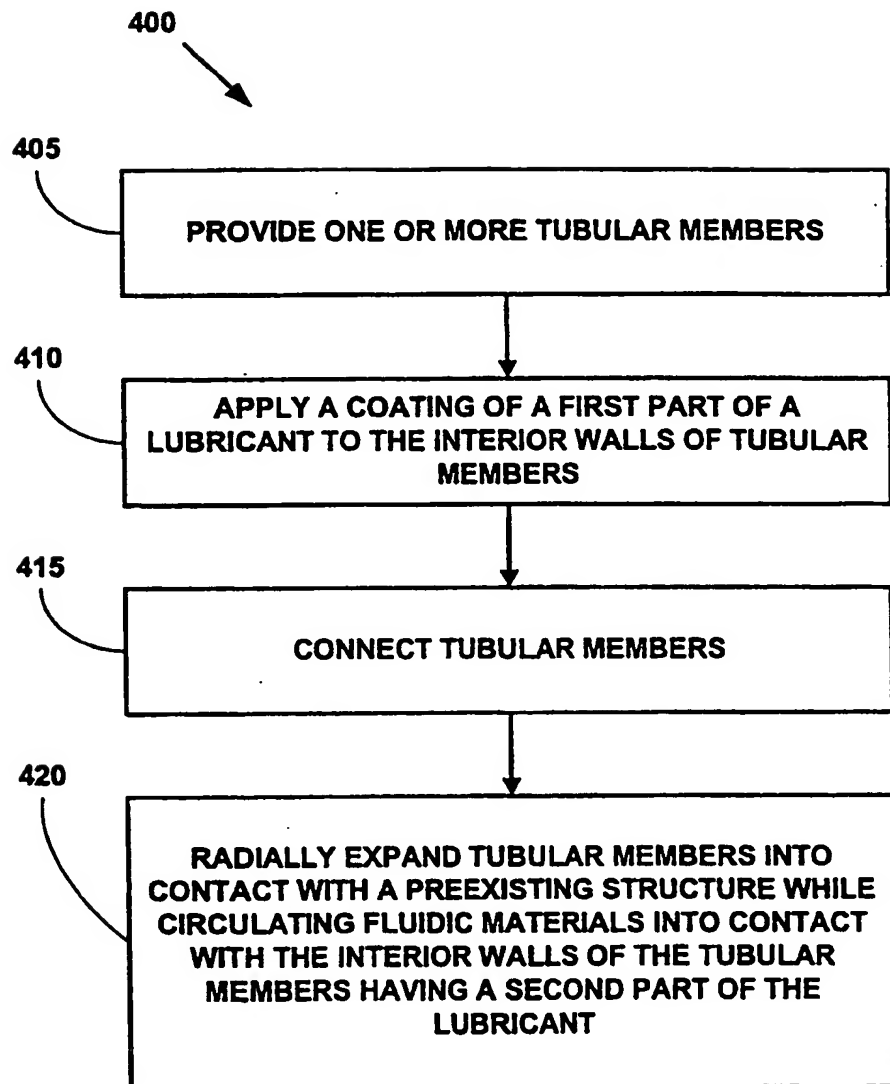 400
405
PROVIDE ONE OR MORE TUBULAR MEMBERS
410
APPLY A COATING OF A FIRST PART OF A
LUBRICANT TO THE INTERIOR WALLS OF TUBULAR
MEMBERS
415
CONNECT TUBULAR MEMBERS
420
RADIALLY EXPAND TUBULAR MEMBERS INTO
CONTACT WITH A PREEXISTING STRUCTURE WHILE
CIRCULATING FLUIDIC MATERIALS INTO CONTACT
WITH THE INTERIOR WALLS OF THE TUBULAR
MEMBERS HAVING A SECOND PART OF THE
LUBRICANT